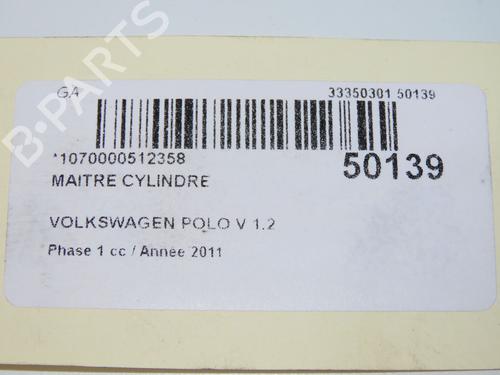 GA 33350301 50139
*1070000512358 50139
MAITRE CYLINDRE
VOLKSWAGEN POLO V 1.2
Phase 1 cc / Année 2011
B-PARTS